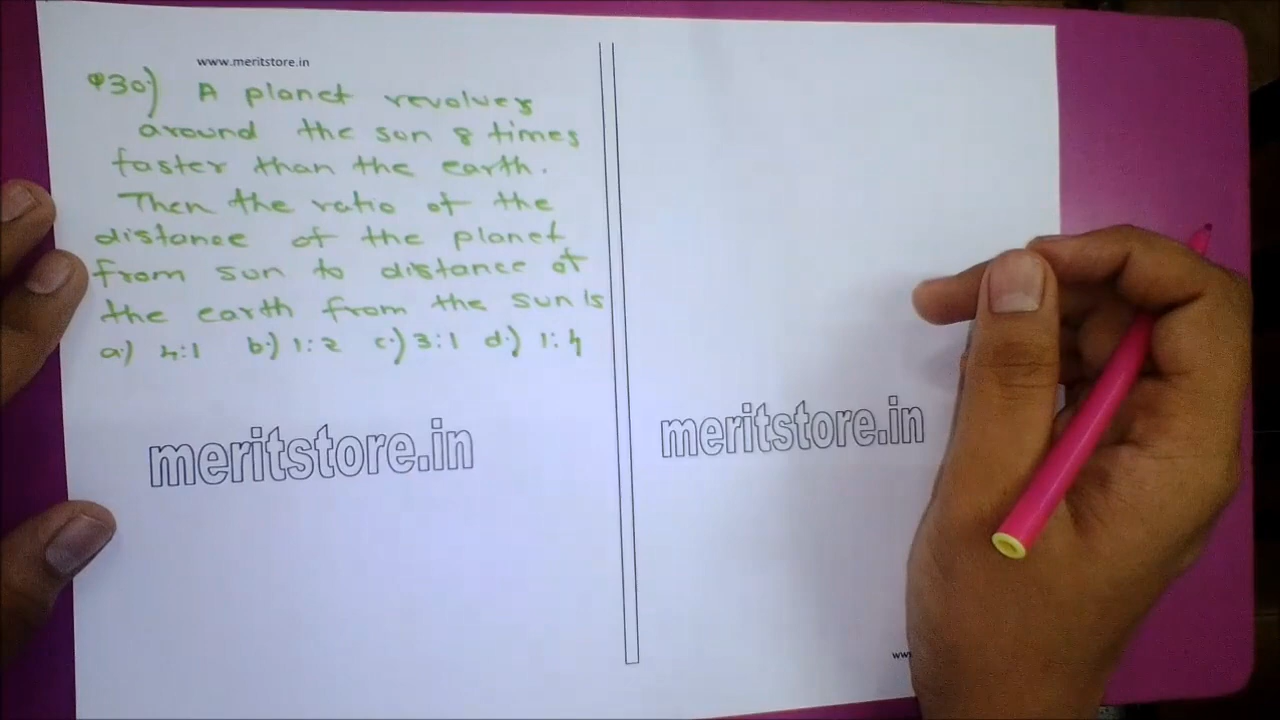 www.meritstore.in
Q30) A planet revolves
around the sun 8 times
faster than the earth.
Then the ratio of the
distance of the planet
from sun to distance of
the earth from the sun is
a.) 4:1 b.) 1:2 c.) 3:1 d.) 1:4
meritstore.in
meritstore.in
www